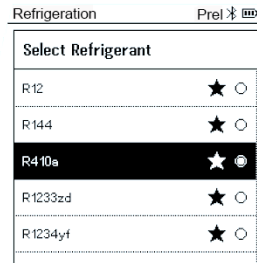 Refrigeration Prel
Select Refrigerant
R12
R144
R410a
R1233zd
R1234yf